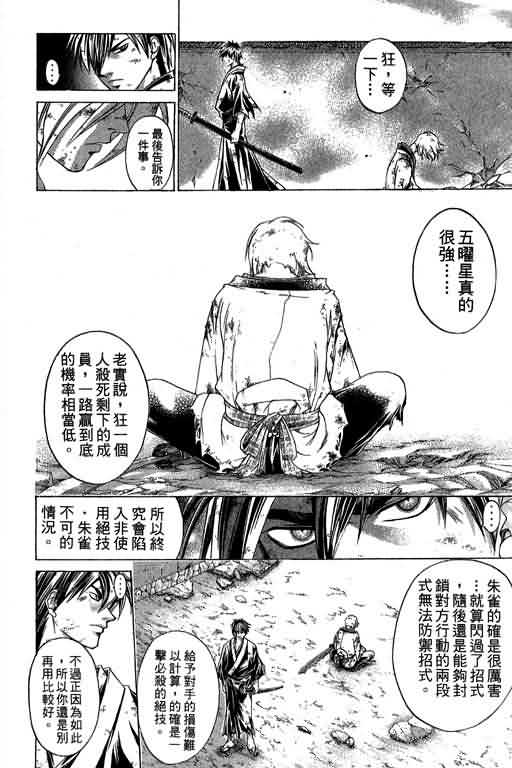 狂，等
一下…
…
最後告訴你
一件事。
五曜星真的
很強……
老實說，狂一個
人殺死剩下的成
員，一路贏到底
的機率相當低。
所以終
究會陷
入非使
用絕技
．朱雀
不可的
情況。
朱雀的確是很厲害
…就算閃過了招式
，隨後還是能夠封
鎖對方行動的兩段
式無法防禦招式。
給予對手的損傷難
以計算，的確是一
擊必殺的絕技。
…
不過正因為如此
，所以你還是別
再用比較好。